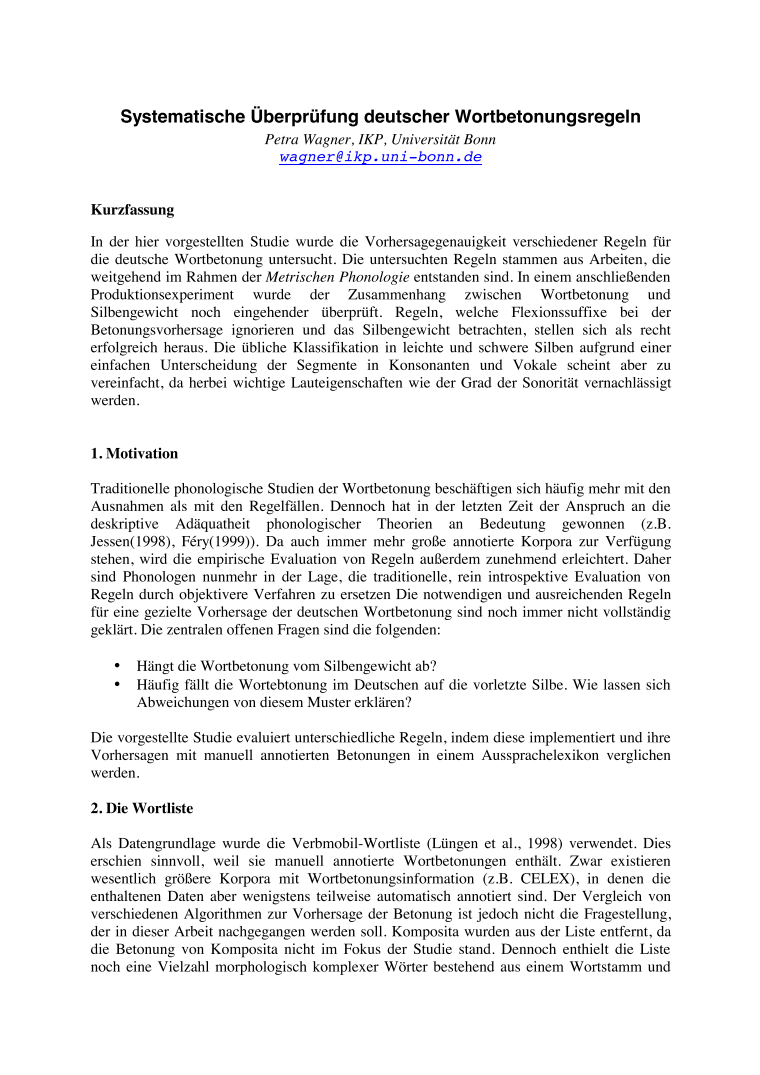 Systematische Überprüfung deutscher Wortbetonungsregeln
Petra Wagner, IKP, Universität Bonn
wagner@ikp.uni-bonn.de
Kurzfassung
In der hier vorgestellten Studie wurde die Vorhersagegenauigkeit verschiedener Regeln für
die deutsche Wortbetonung untersucht. Die untersuchten Regeln stammen aus Arbeiten, die
weitgehend im Rahmen der Metrischen Phonologie entstanden sind. In einem anschließenden
Produktionsexperiment wurde der Zusammenhang zwischen Wortbetonung und
Silbengewicht noch eingehender überprüft. Regeln, welche Flexionssuffixe bei der
Betonungsvorhersage ignorieren und das Silbengewicht betrachten, stellen sich als recht
erfolgreich heraus. Die übliche Klassifikation in leichte und schwere Silben aufgrund einer
einfachen Unterscheidung der Segmente in Konsonanten und Vokale scheint aber zu
vereinfacht, da herbei wichtige Lauteigenschaften wie der Grad der Sonorität vernachlässigt
werden.
1. Motivation
Traditionelle phonologische Studien der Wortbetonung beschäftigen sich häufig mehr mit den
Ausnahmen als mit den Regelfällen. Dennoch hat in der letzten Zeit der Anspruch an die
deskriptive Adäquatheit phonologischer Theorien an Bedeutung gewonnen (z.B.
Jessen(1998), Féry(1999)). Da auch immer mehr große annotierte Korpora zur Verfügung
stehen, wird die empirische Evaluation von Regeln außerdem zunehmend erleichtert. Daher
sind Phonologen nunmehr in der Lage, die traditionelle, rein introspektive Evaluation von
Regeln durch objektivere Verfahren zu ersetzen Die notwendigen und ausreichenden Regeln
für eine gezielte Vorhersage der deutschen Wortbetonung sind noch immer nicht vollständig
geklärt. Die zentralen offenen Fragen sind die folgenden:
• Hängt die Wortbetonung vom Silbengewicht ab?
• Häufig fällt die Wortebtonung im Deutschen auf die vorletzte Silbe. Wie lassen sich
Abweichungen von diesem Muster erklären?
Die vorgestellte Studie evaluiert unterschiedliche Regeln, indem diese implementiert und ihre
Vorhersagen mit manuell annotierten Betonungen in einem Aussprachelexikon verglichen
werden.
2. Die Wortliste
Als Datengrundlage wurde die Verbmobil-Wortliste (Lüngen et al., 1998) verwendet. Dies
erschien sinnvoll, weil sie manuell annotierte Wortbetonungen enthält. Zwar existieren
wesentlich größere Korpora mit Wortbetonungsinformation (z.B. CELEX), in denen die
enthaltenen Daten aber wenigstens teilweise automatisch annotiert sind. Der Vergleich von
verschiedenen Algorithmen zur Vorhersage der Betonung ist jedoch nicht die Fragestellung,
der in dieser Arbeit nachgegangen werden soll. Komposita wurden aus der Liste entfernt, da
die Betonung von Komposita nicht im Fokus der Studie stand. Dennoch enthielt die Liste
noch eine Vielzahl morphologisch komplexer Wörter bestehend aus einem Wortstamm und